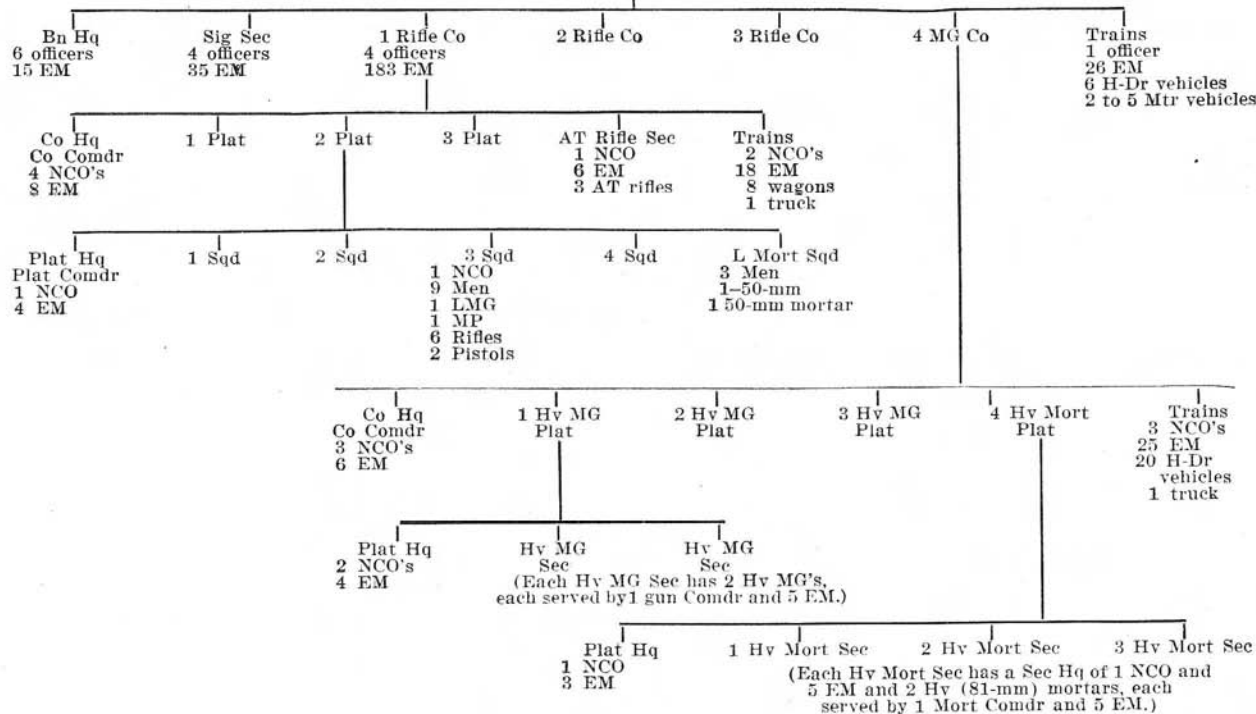 Bn Hq
6 officers
15 EM
Sig Sec
4 officers
35 EM
1 Rifle Co
4 officers
183 EM
2 Rifle Co
3 Rifle Co
4 MG Co
Trains
1 officer
26 EM
6 H-Dr vehicles
2 to 5 Mtr vehicles
Co Hq
Co Comdr
4 NCO's
8 EM
1 Plat
2 Plat
3 Plat
AT Rifle Sec
1 NCO
6 EM
3 AT rifles
Trains
2 NCO's
18 EM
8 wagons
1 truck
Plat Hq
Plat Comdr
1 NCO
4 EM
1 Sqd
2 Sqd
3 Sqd
1 NCO
9 Men
1 LMG
1 MP
6 Rifles
2 Pistols
4 Sqd
L Mort Sqd
3 Men
1–50-mm
1 50-mm mortar
Co Hq
Co Comdr
3 NCO's
6 EM
1 Hv MG
Plat
2 Hv MG
Plat
3 Hv MG
Plat
4 Hv Mort
Plat
Trains
3 NCO's
25 EM
20 H-Dr
vehicles
1 truck
Plat Hq
2 NCO's
4 EM
Hv MG
Sec
Hv MG
Sec
(Each Hv MG Sec has 2 Hv MG's,
each served by 1 gun Comdr and 5 EM.)
Plat Hq
1 NCO
3 EM
1 Hv Mort Sec
2 Hv Mort Sec
3 Hv Mort Sec
(Each Hv Mort Sec has a Sec Hq of 1 NCO and
5 EM and 2 Hv (81-mm) mortars, each
served by 1 Mort Comdr and 5 EM.)